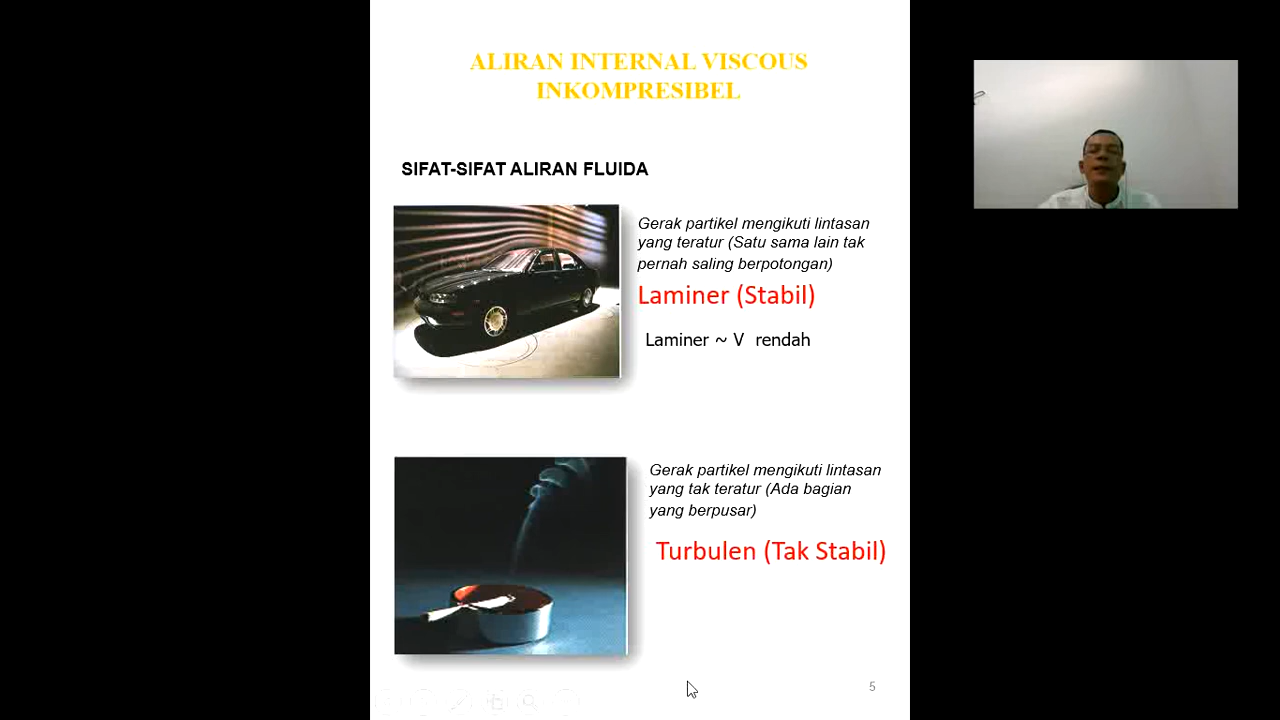 ALIRAN INTERNAL VISCOUS
INKOMPRESIBEL
SIFAT-SIFAT ALIRAN FLUIDA
Gerak partikel mengikuti lintasan
yang teratur (Satu sama lain tak
pernah saling berpotongan)
Laminer (Stabil)
Laminer ~ V rendah
Gerak partikel mengikuti lintasan
yang tak teratur (Ada bagian
yang berpusar)
Turbulen (Tak Stabil)
5